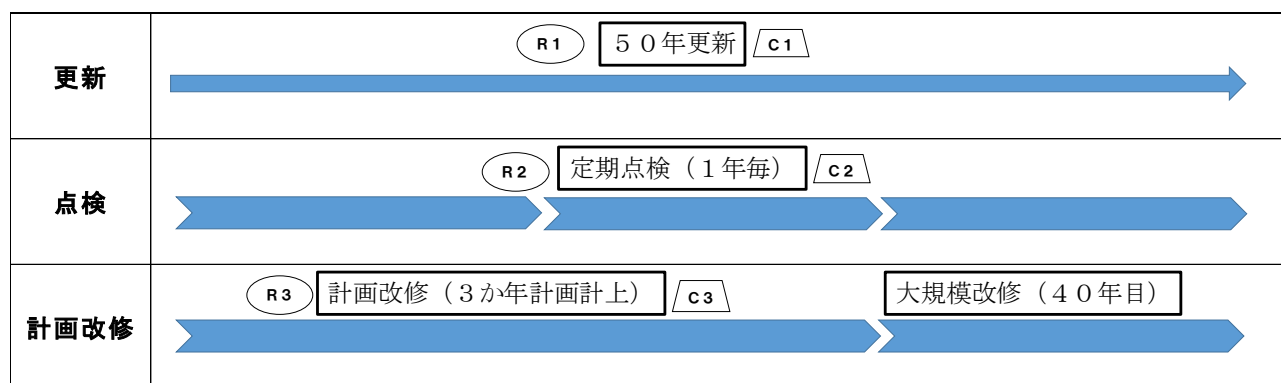 更新
R1 ５０年更新 C1
点検
R2 定期点検（１年毎） C2
計画改修
R3 計画改修（３か年計画計上） C3 大規模改修（４０年目）